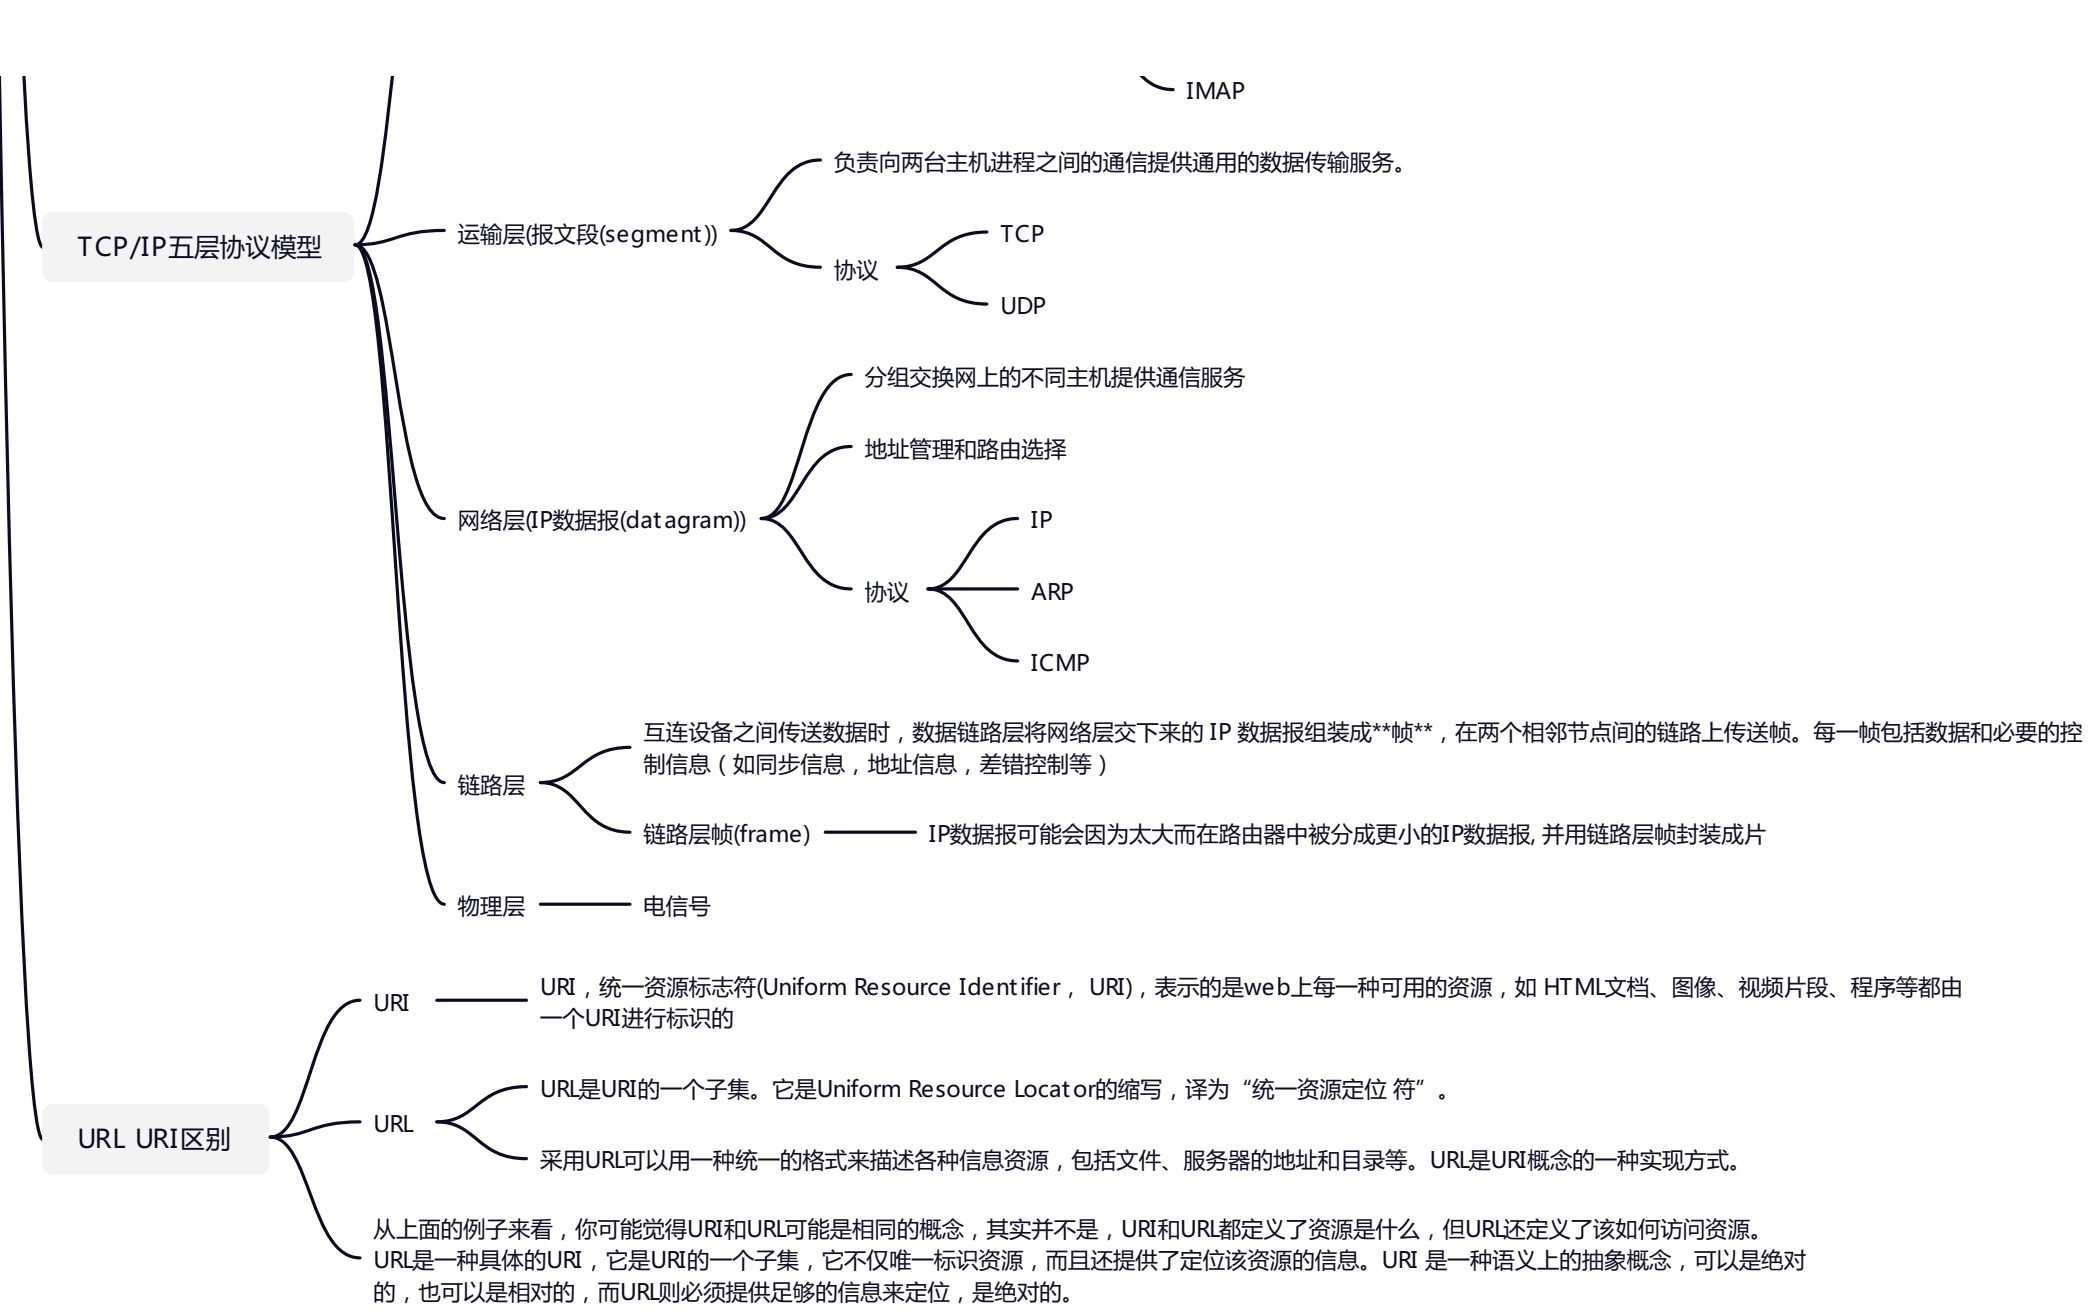 IMAP
负责向两台主机进程之间的通信提供通用的数据传输服务。
运输层(报文段(segment))
TCP
TCP/IP五层协议模型
协议
UDP
分组交换网上的不同主机提供通信服务
地址管理和路由选择
网络层(IP数据报(datagram))
IP
协议
ARP
ICMP
互连设备之间传送数据时，数据链路层将网络层交下来的 IP 数据报组装成**帧**，在两个相邻节点间的链路上传送帧。每一帧包括数据和必要的控
制信息（如同步信息，地址信息，差错控制等）
链路层
链路层帧(frame)
IP数据报可能会因为太大而在路由器中被分成更小的IP数据报, 并用链路层帧封装成片
物理层
电信号
URI
URI，统一资源标志符(Uniform Resource Identifier， URI)，表示的是web上每一种可用的资源，如 HTML文档、图像、视频片段、程序等都由
一个URI进行标识的
URL是URI的一个子集。它是Uniform Resource Locator的缩写，译为“统一资源定位 符”。
URL
URL URI区别
采用URL可以用一种统一的格式来描述各种信息资源，包括文件、服务器的地址和目录等。URL是URI概念的一种实现方式。
从上面的例子来看，你可能觉得URI和URL可能是相同的概念，其实并不是，URI和URL都定义了资源是什么，但URL还定义了该如何访问资源。
URL是一种具体的URI，它是URI的一个子集，它不仅唯一标识资源，而且还提供了定位该资源的信息。URI 是一种语义上的抽象概念，可以是绝对
的，也可以是相对的，而URL则必须提供足够的信息来定位，是绝对的。